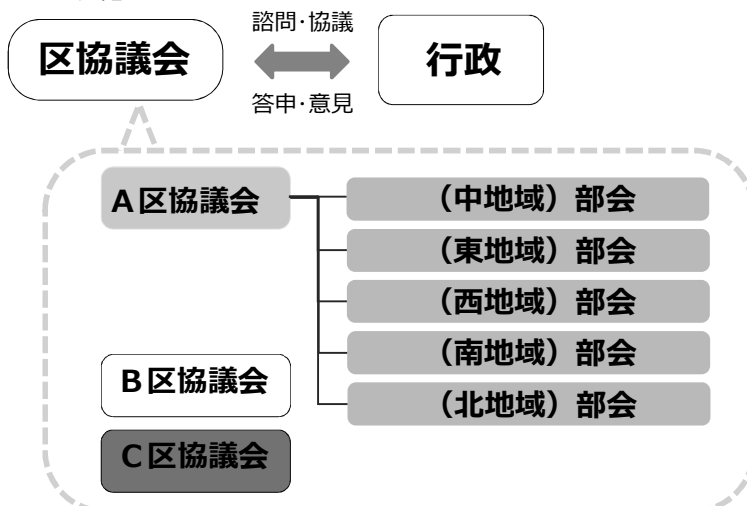 諮問・協議
区協議会
行政
答申・意見
A区協議会
（中地域）部会
（東地域）部会
（西地域）部会
（南地域）部会
（北地域）部会
B区協議会
C区協議会